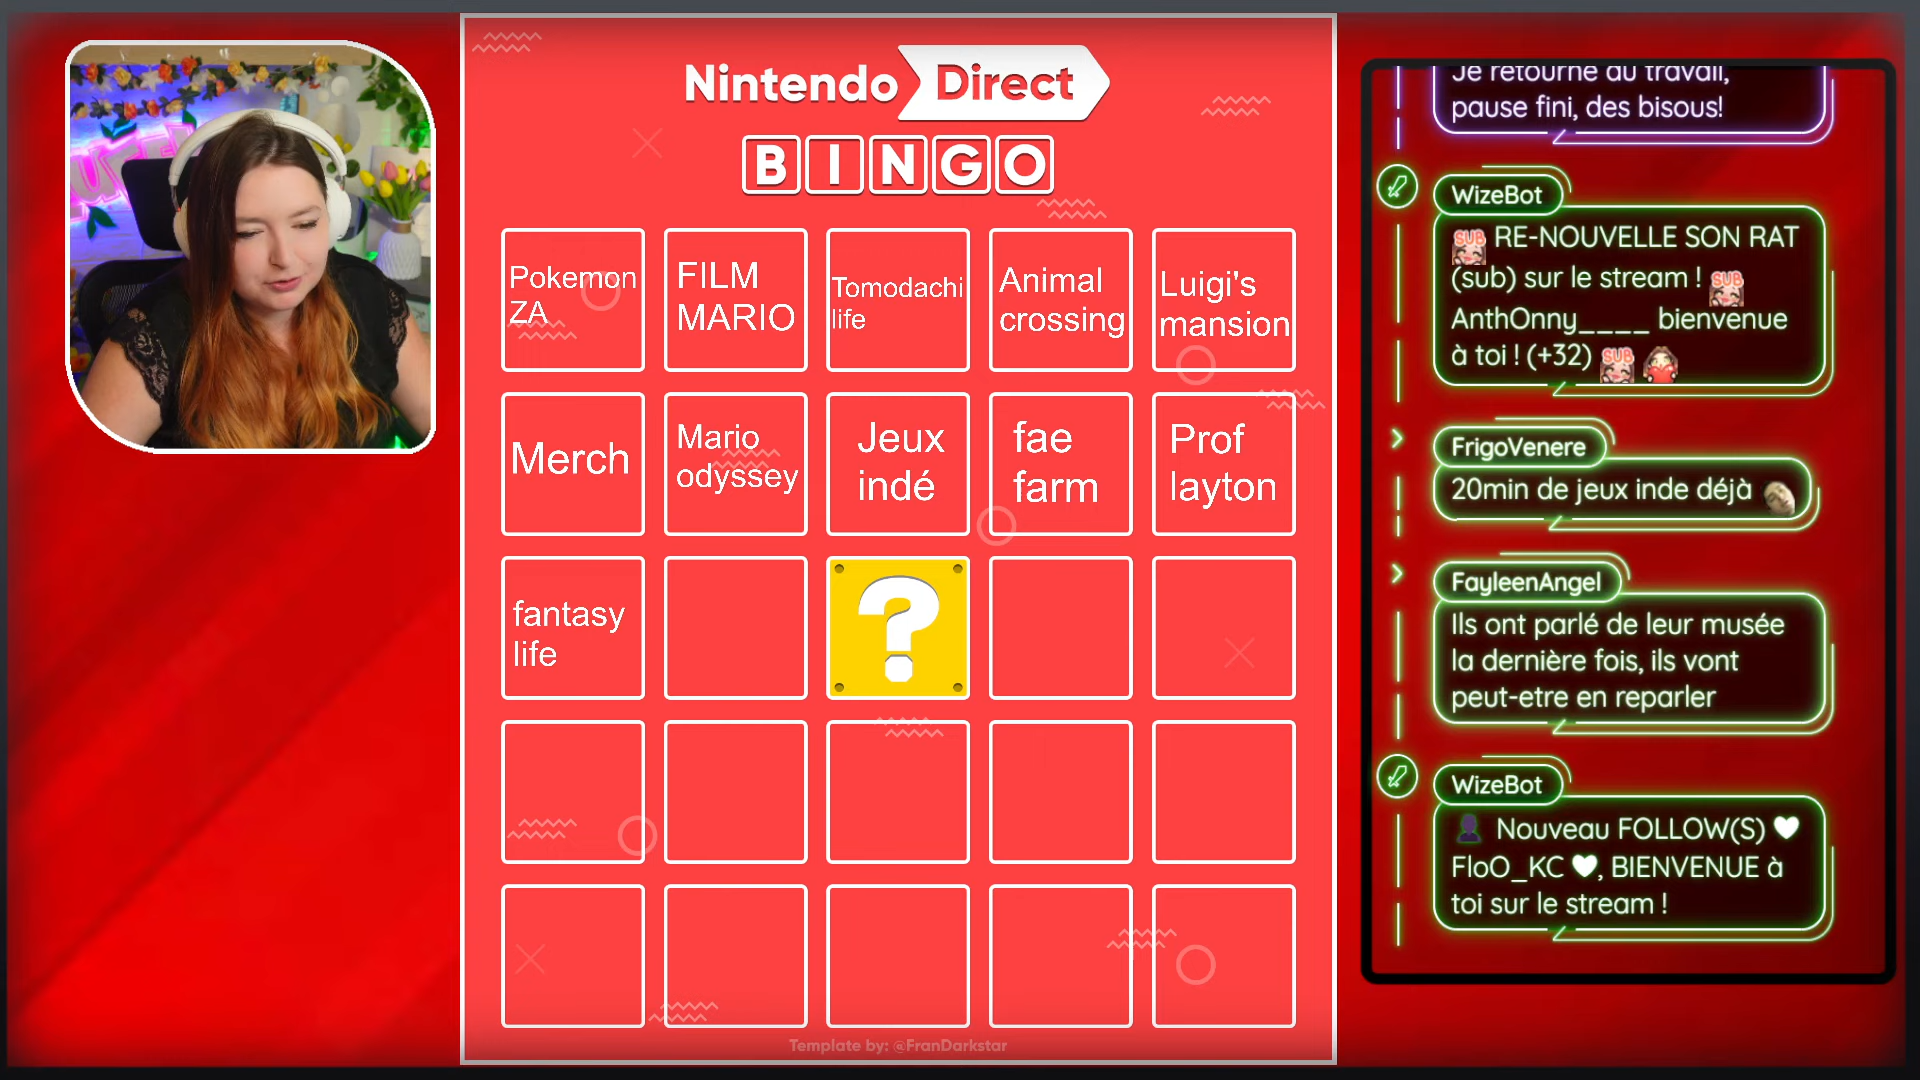 Nintendo Direct
BINGO
Pokemon
ZA
FILM
MARIO
Tomodachi
life
Animal
crossing
Luigi's
mansion
Merch
Mario
odyssey
Jeux
indé
fae
farm
Prof
layton
fantasy
life
?
Template by: @FranDarkstar
Je retourne au travail,
pause fini, des bisous!
WizeBot
SUB RE-NOUVELLE SON RAT
(sub) sur le stream ! SUB
AnthOnny____ bienvenue
à toi ! (+32) SUB
FrigoVenere
20min de jeux inde déjà
FayleenAngel
Ils ont parlé de leur musée
la dernière fois, ils vont
peut-etre en reparler
WizeBot
Nouveau FOLLOW(S)
FloO_KC, BIENVENUE à
toi sur le stream !